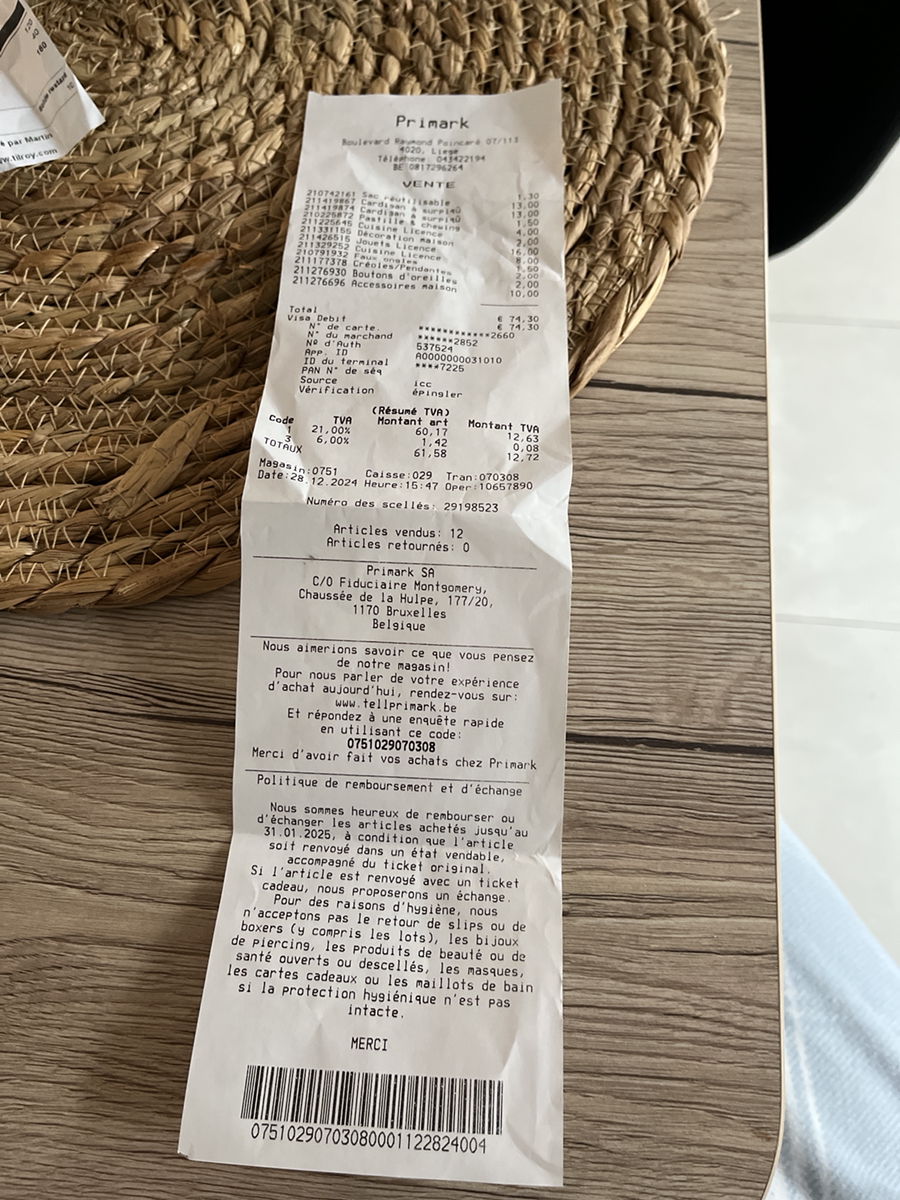 160
é par Martin
ww.tilroy.com
Primark
Boulevard Raymond Poincaré 07/113
4020, Liege
Téléphone: 043422194
BE 0817296264
VENTE
210742161 Sac réutilisable 1,30
211419867 Cardigan à surpiqû 13,00
211419874 Cardigan à surpiqû 13,00
210225872 Pastille à chewing 1,50
211225645 Cuisine Licence 4,00
211331155 Décoration maison 2,00
211426515 Jouets Licence 16,00
211329252 Cuisine Licence 8,00
210791932 Faux ongles 1,50
211177378 Créoles/Pendantes 2,00
211276930 Boutons d'oreilles 2,00
211276696 Accessoires maison 10,00
Total € 74,30
Visa Debit € 74,30
N° de carte. ************2660
N° du marchand ******2852
Nº d'Auth 537524
App. ID A0000000031010
ID du terminal ****7225
PAN N° de séq
Source icc
Vérification épingler
(Résumé TVA)
Code TVA Montant art Montant TVA
1 21,00% 60,17 12,63
3 6,00% 1,42 0,08
TOTAUX 61,58 12,72
Magasin:0751 Caisse:029 Tran:070308
Date:28.12.2024 Heure:15:47 Oper:10657890
Numéro des scellés: 29198523
Articles vendus: 12
Articles retournés: 0
Primark SA
C/O Fiduciaire Montgomery,
Chaussée de la Hulpe, 177/20,
1170 Bruxelles
Belgique
Nous aimerions savoir ce que vous pensez
de notre magasin!
Pour nous parler de votre expérience
d'achat aujourd'hui, rendez-vous sur:
www.tellprimark.be
Et répondez à une enquête rapide
en utilisant ce code:
0751029070308
Merci d'avoir fait vos achats chez Primark
Politique de remboursement et d'échange
Nous sommes heureux de rembourser ou
d'échanger les articles achetés jusqu'au
31.01.2025, à condition que l'article
soit renvoyé dans un état vendable,
accompagné du ticket original.
Si l'article est renvoyé avec un ticket
cadeau, nous proposerons un échange.
Pour des raisons d'hygiène, nous
n'acceptons pas le retour de slips ou de
boxers (y compris les lots), les bijoux
de piercing, les produits de beauté ou de
santé ouverts ou descellés, les masques,
les cartes cadeaux ou les maillots de bain
si la protection hygiénique n'est pas
intacte.
MERCI
07510290703080001122824004